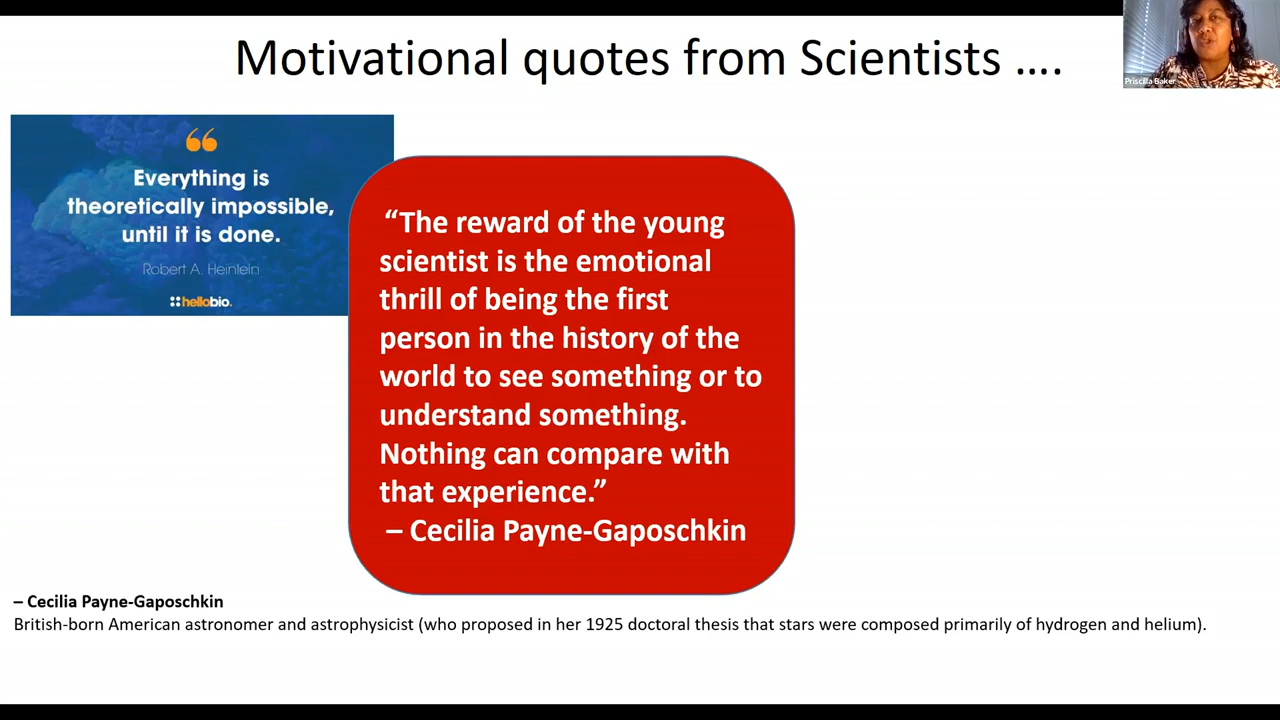 Motivational quotes from Scientists ....
Priscilla Baker
“
Everything is
theoretically impossible,
until it is done.
Robert A. Heinlein
hellobio.
“The reward of the young
scientist is the emotional
thrill of being the first
person in the history of the
world to see something or to
understand something.
Nothing can compare with
that experience.”
– Cecilia Payne-Gaposchkin
– Cecilia Payne-Gaposchkin
British-born American astronomer and astrophysicist (who proposed in her 1925 doctoral thesis that stars were composed primarily of hydrogen and helium).